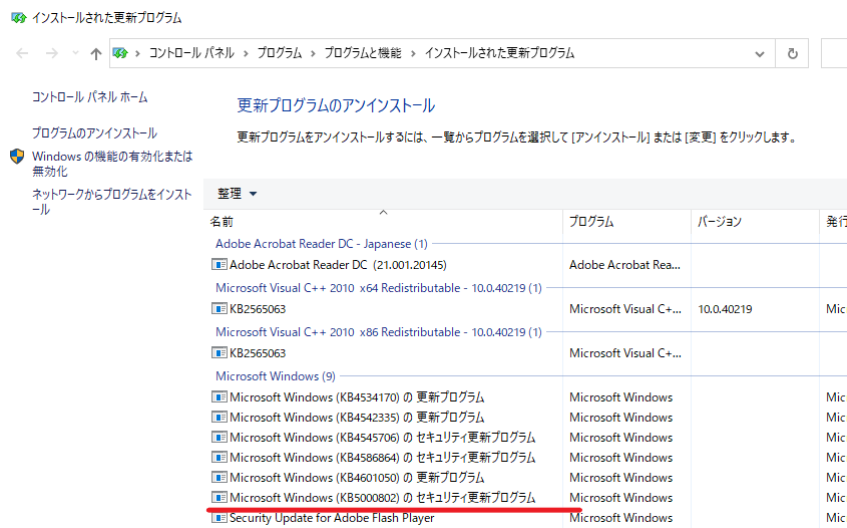 インストールされた更新プログラム
コントロール パネル › プログラム › プログラムと機能 › インストールされた更新プログラム
コントロール パネル ホーム
プログラムのアンインストール
Windows の機能の有効化または
無効化
ネットワークからプログラムをインスト
ール
更新プログラムのアンインストール
更新プログラムをアンインストールするには、一覧からプログラムを選択して [アンインストール] または [変更] をクリックします。
整理
名前 プログラム バージョン 発行
Adobe Acrobat Reader DC - Japanese (1)
Adobe Acrobat Reader DC (21.001.20145) Adobe Acrobat Rea...
Microsoft Visual C++ 2010 x64 Redistributable - 10.0.40219 (1)
KB2565063 Microsoft Visual C+... 10.0.40219 Mic
Microsoft Visual C++ 2010 x86 Redistributable - 10.0.40219 (1)
KB2565063 Microsoft Visual C+...
Microsoft Windows (9)
Microsoft Windows (KB4534170) の 更新プログラム Microsoft Windows Mic
Microsoft Windows (KB4542335) の 更新プログラム Microsoft Windows Mic
Microsoft Windows (KB4545706) の セキュリティ更新プログラム Microsoft Windows Mic
Microsoft Windows (KB4586864) の セキュリティ更新プログラム Microsoft Windows Mic
Microsoft Windows (KB4601050) の 更新プログラム Microsoft Windows Mic
Microsoft Windows (KB5000802) の セキュリティ更新プログラム Microsoft Windows Mic
Security Update for Adobe Flash Player Microsoft Windows Mic